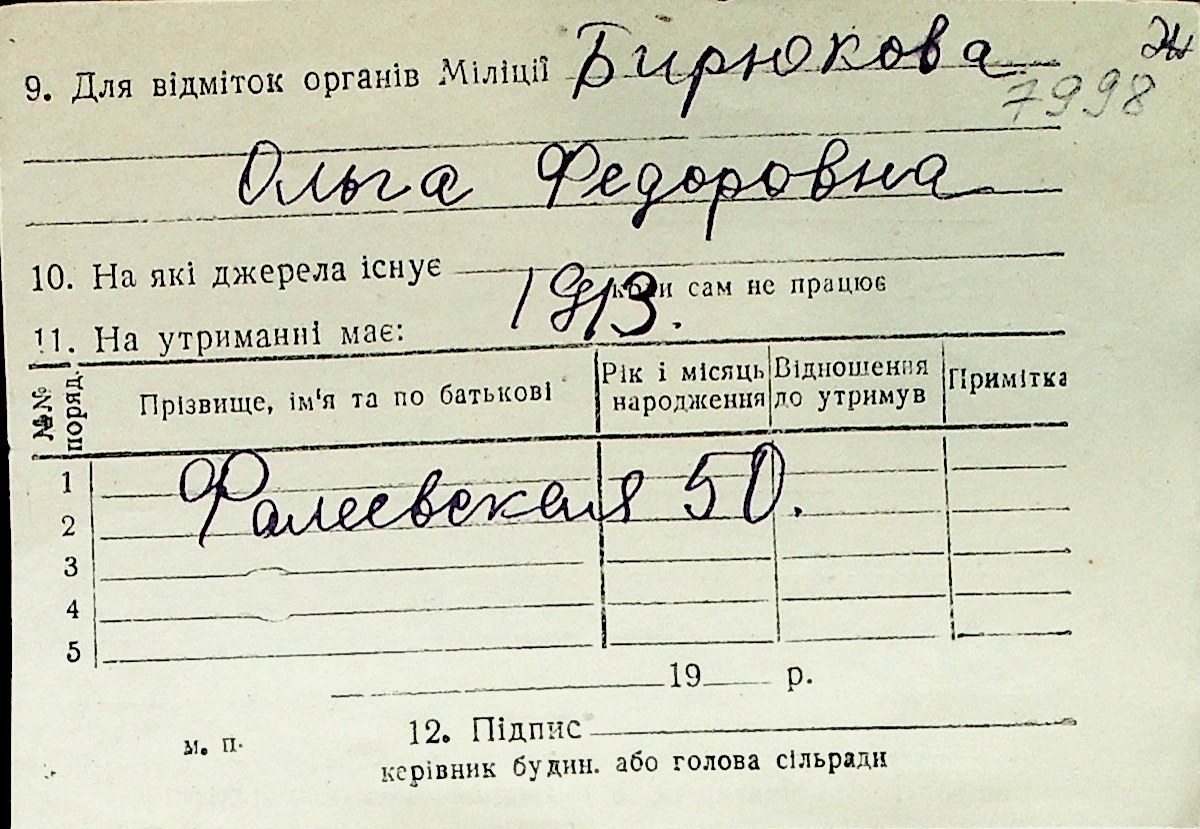 9. Для відміток органів Міліції Бирюкова
7998
Ольга Федоровна
10. На які джерела існує
коли сам не працює
1913.
11. На утриманні має:
№№ поряд. Прізвище, ім'я та по батькові Рік і місяць народження Відношення до утримув Примітка
1
Фалеевская 50.
2
3
4
5
19 р.
м. п. 12. Підпис
керівник будин. або голова сільради